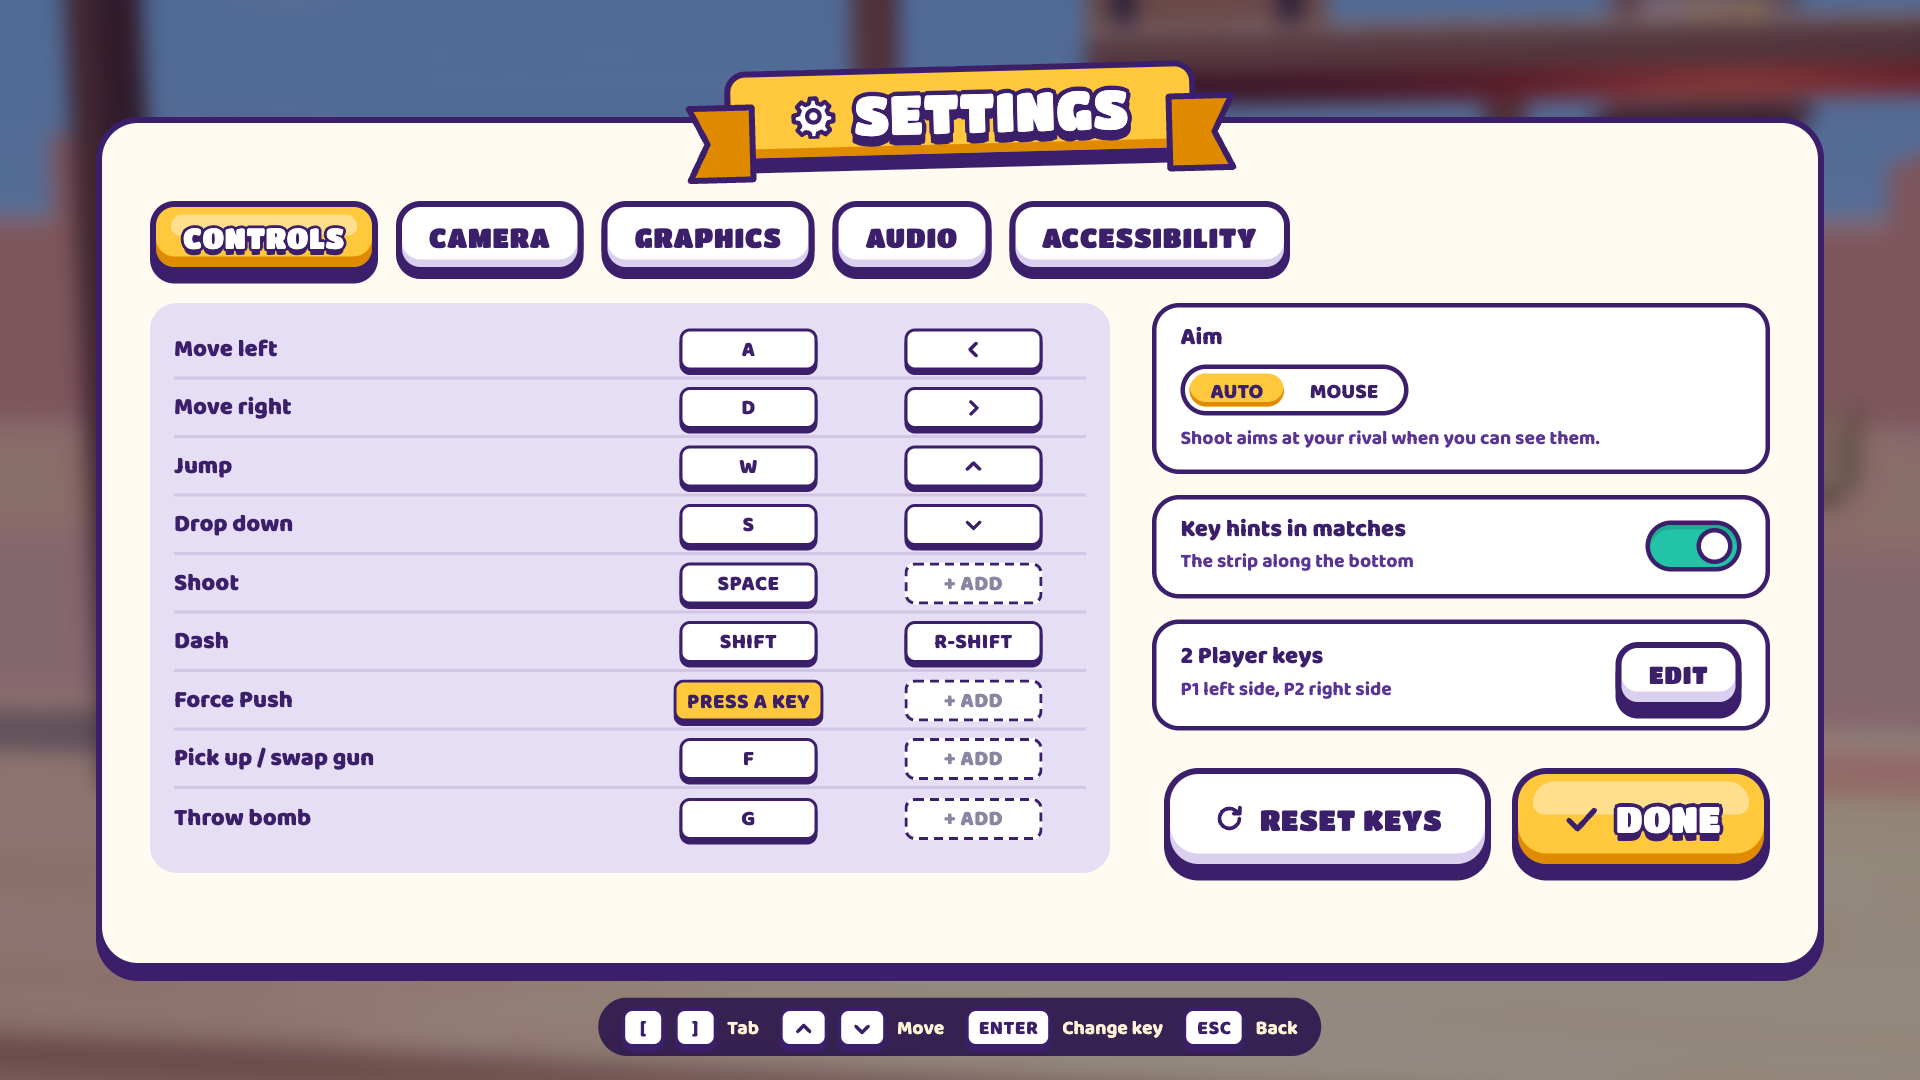 SETTINGS
CONTROLS CAMERA GRAPHICS AUDIO ACCESSIBILITY
Move left A <
Move right D >
Jump W ^
Drop down S ⌄
Shoot SPACE + ADD
Dash SHIFT R-SHIFT
Force Push PRESS A KEY + ADD
Pick up / swap gun F + ADD
Throw bomb G + ADD
Aim
AUTO MOUSE
Shoot aims at your rival when you can see them.
Key hints in matches
The strip along the bottom
2 Player keys
P1 left side, P2 right side
EDIT
RESET KEYS DONE
[ ] Tab ^ ⌄ Move ENTER Change key ESC Back